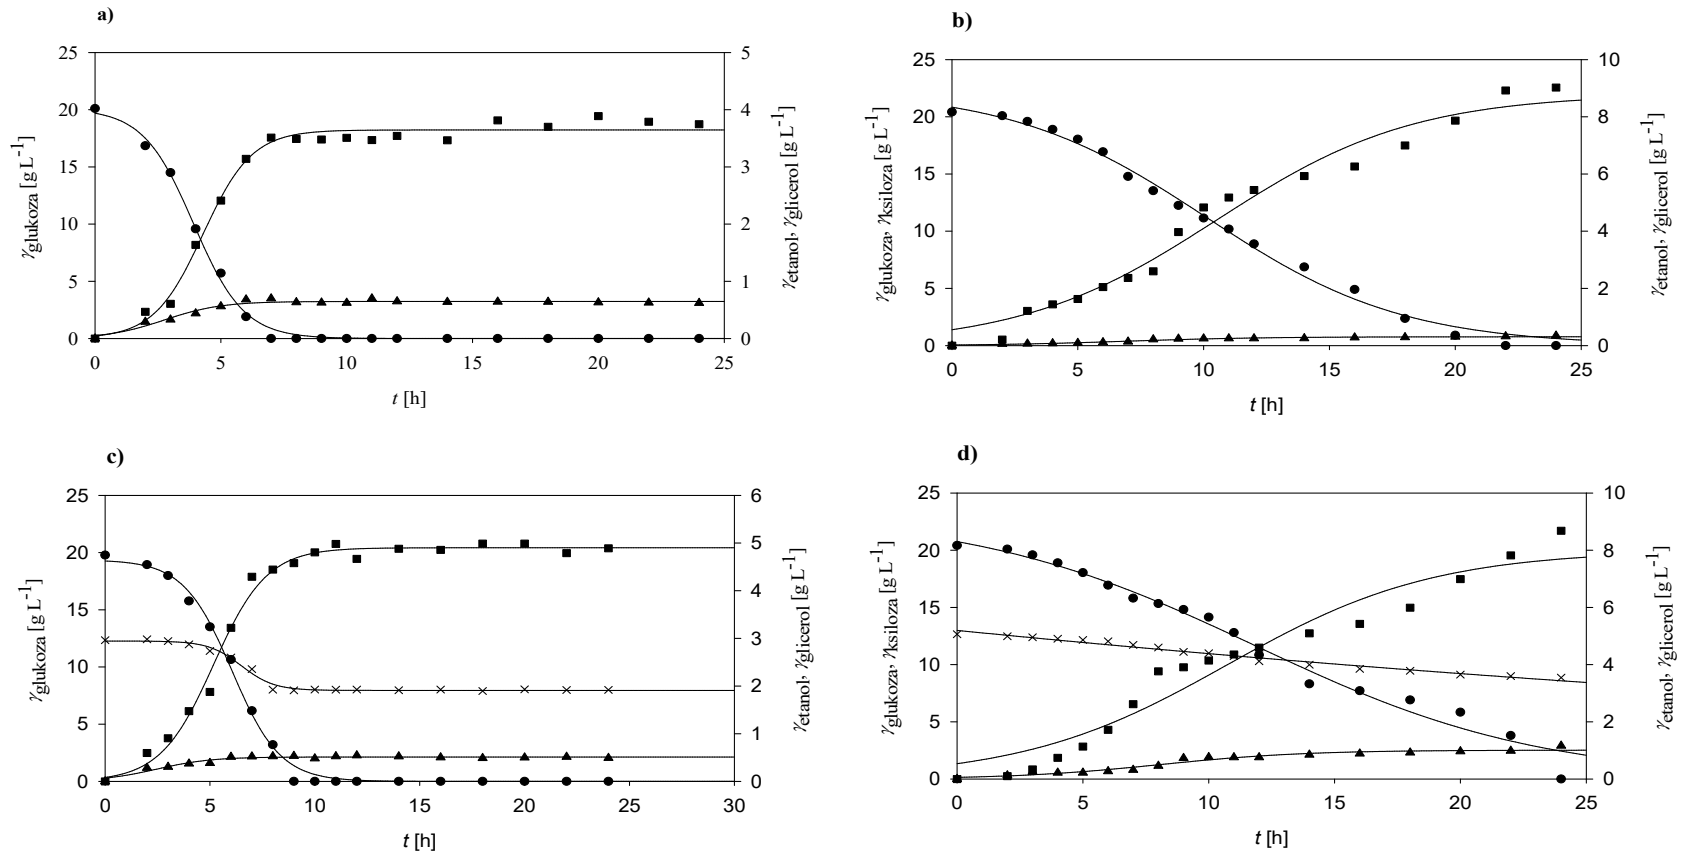 a)
25
20
15
10
5
0
γglukoza [g L-1]
5
4
3
2
1
0
γetanol, γglicerol [g L-1]
0 5 10 15 20 25
t [h]
b)
25
20
15
10
5
0
γglukoza, γksiloza [g L-1]
10
8
6
4
2
0
γetanol, γglicerol [g L-1]
0 5 10 15 20 25
t [h]
c)
25
20
15
10
5
0
γglukoza [g L-1]
6
5
4
3
2
1
0
γetanol, γglicerol [g L-1]
0 5 10 15 20 25 30
t [h]
d)
25
20
15
10
5
0
γglukoza, γksiloza [g L-1]
10
8
6
4
2
0
γetanol, γglicerol [g L-1]
0 5 10 15 20 25
t [h]